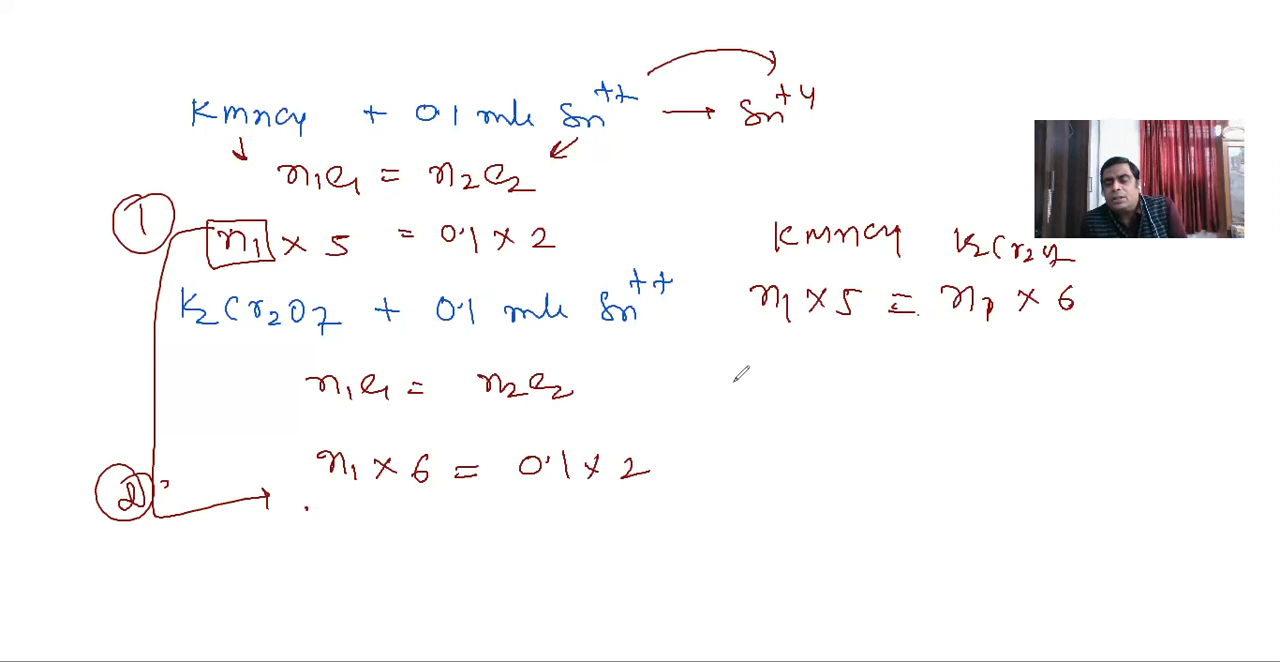 KMnO4 + 0.1 mole Sn++ → Sn+4
n1e1 = n2e2
1
n1 × 5 = 0.1 × 2
K2Cr2O7 + 0.1 mole Sn++
n1e1 = n2e2
n1 × 6 = 0.1 × 2
2
KMnO4 K2Cr2O7
n1 × 5 = n1 × 6